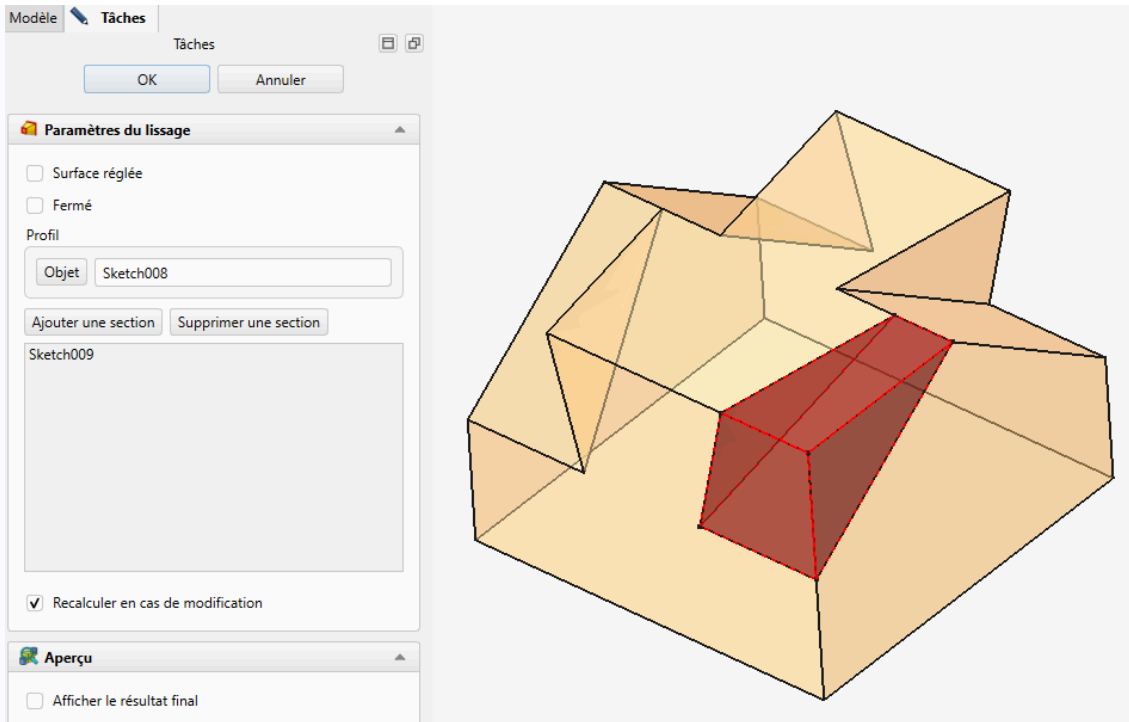 Modèle Tâches
Tâches
OK Annuler
Paramètres du lissage
Surface réglée
Fermé
Profil
Objet Sketch008
Ajouter une section Supprimer une section
Sketch009
Recalculer en cas de modification
Aperçu
Afficher le résultat final